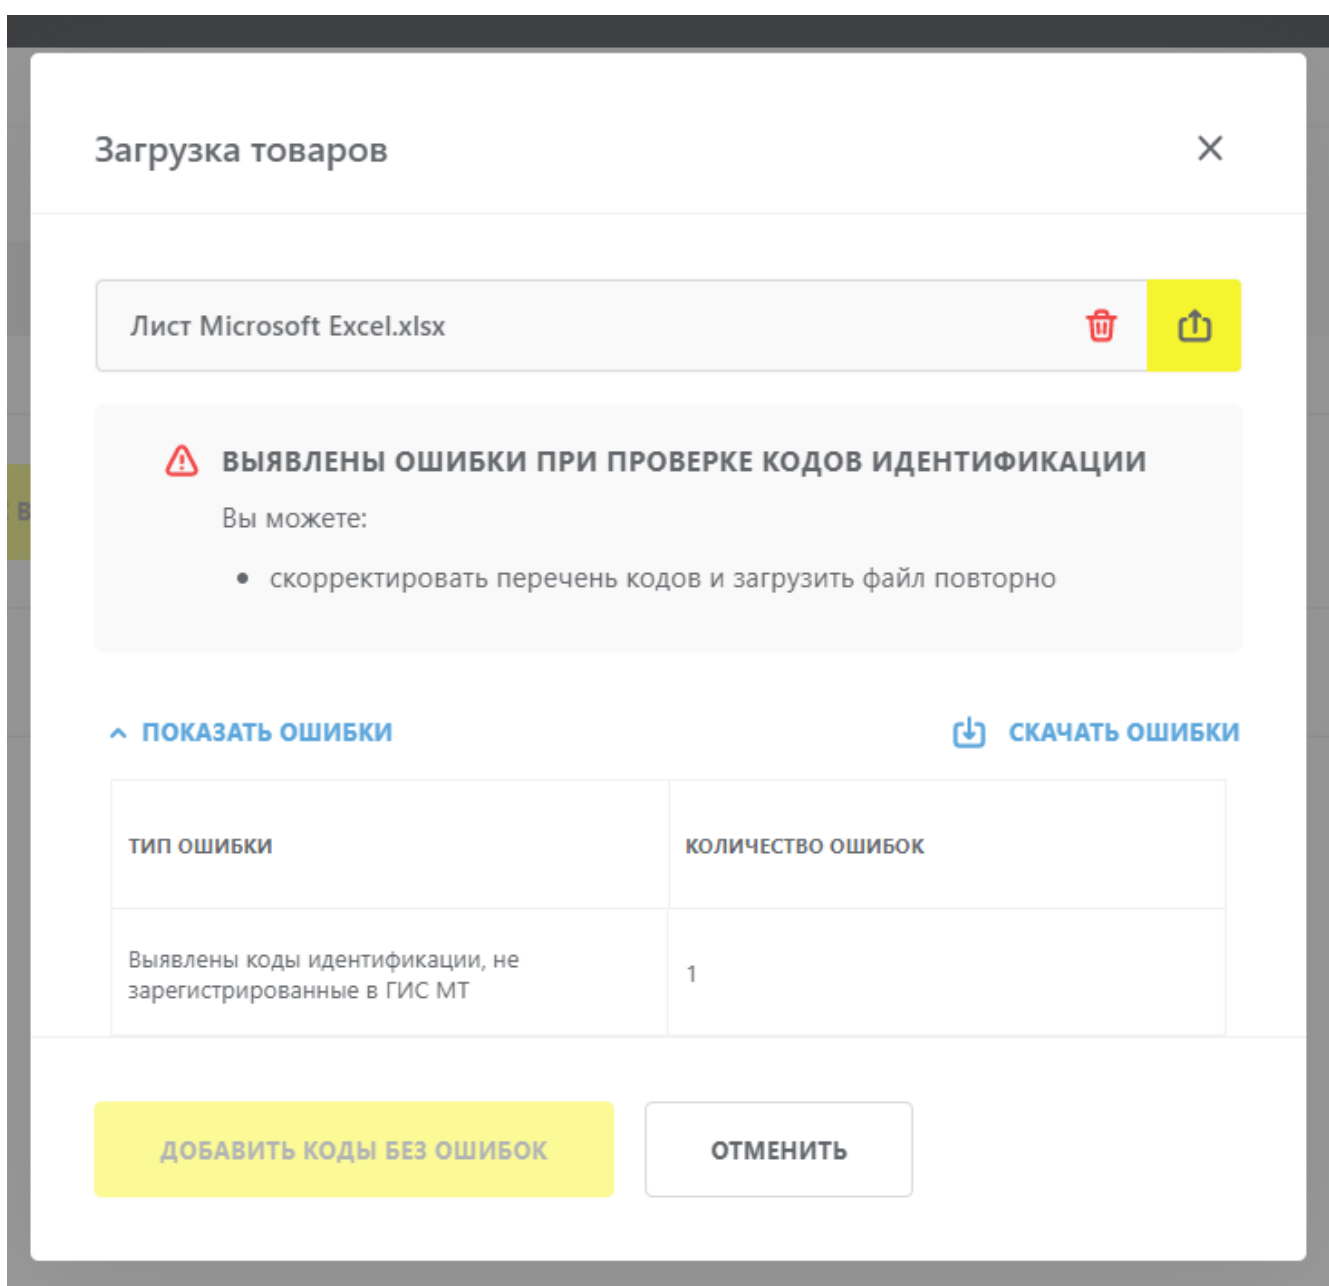 Загрузка товаров
Лист Microsoft Excel.xlsx
ВЫЯВЛЕНЫ ОШИБКИ ПРИ ПРОВЕРКЕ КОДОВ ИДЕНТИФИКАЦИИ
Вы можете:
• скорректировать перечень кодов и загрузить файл повторно
ПОКАЗАТЬ ОШИБКИ
СКАЧАТЬ ОШИБКИ
ТИП ОШИБКИ
КОЛИЧЕСТВО ОШИБОК
Выявлены коды идентификации, не
зарегистрированные в ГИС МТ
1
ДОБАВИТЬ КОДЫ БЕЗ ОШИБОК
ОТМЕНИТЬ